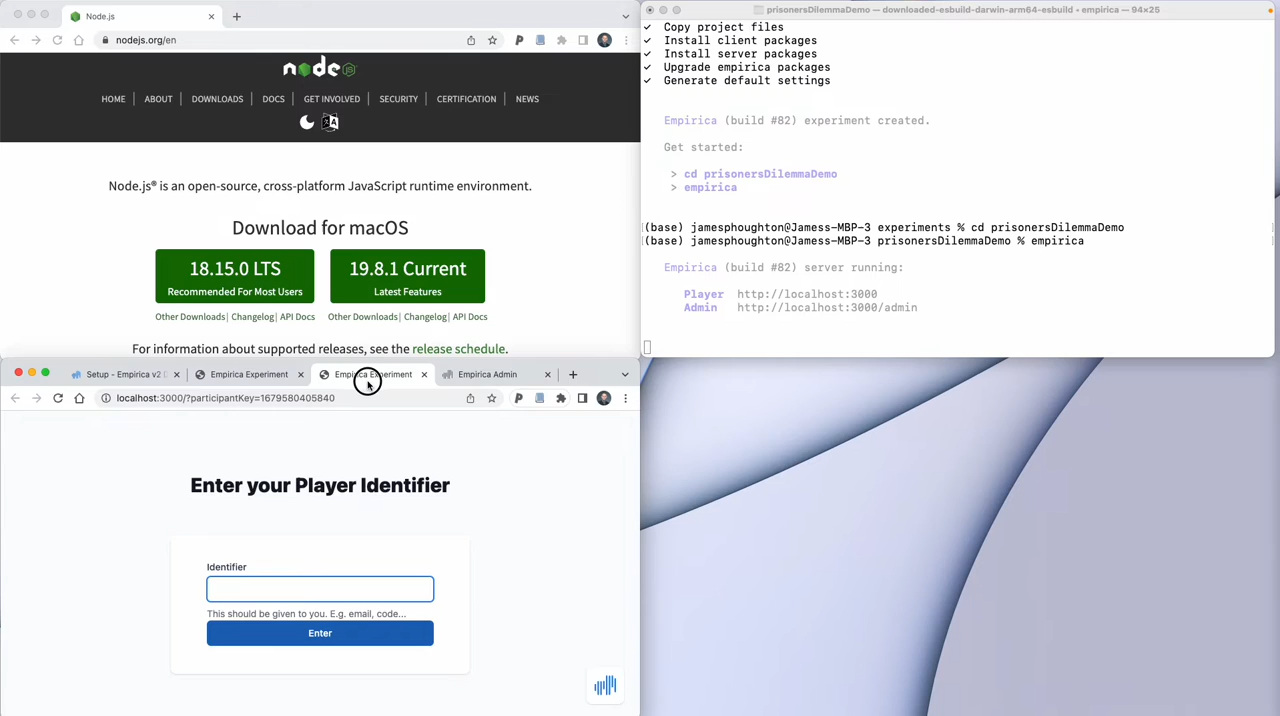 Node.js
nodejs.org/en
node
HOME ABOUT DOWNLOADS DOCS GET INVOLVED SECURITY CERTIFICATION NEWS
Node.js® is an open-source, cross-platform JavaScript runtime environment.
Download for macOS
18.15.0 LTS
Recommended For Most Users
19.8.1 Current
Latest Features
Other Downloads | Changelog | API Docs
Other Downloads | Changelog | API Docs
For information about supported releases, see the release schedule.
prisonersDilemmaDemo — downloaded-esbuild-darwin-arm64-esbuild • empirica — 94×25
✓ Copy project files
✓ Install client packages
✓ Install server packages
✓ Upgrade empirica packages
✓ Generate default settings
Empirica (build #82) experiment created.
Get started:
> cd prisonersDilemmaDemo
> empirica
(base) jamesphoughton@Jamess-MBP-3 experiments % cd prisonersDilemmaDemo
(base) jamesphoughton@Jamess-MBP-3 prisonersDilemmaDemo % empirica
Empirica (build #82) server running:
Player http://localhost:3000
Admin http://localhost:3000/admin
Setup - Empirica v2
Empirica Experiment
Empirica Experiment
Empirica Admin
localhost:3000/?participantKey=1679580405840
Enter your Player Identifier
Identifier
This should be given to you. E.g. email, code...
Enter